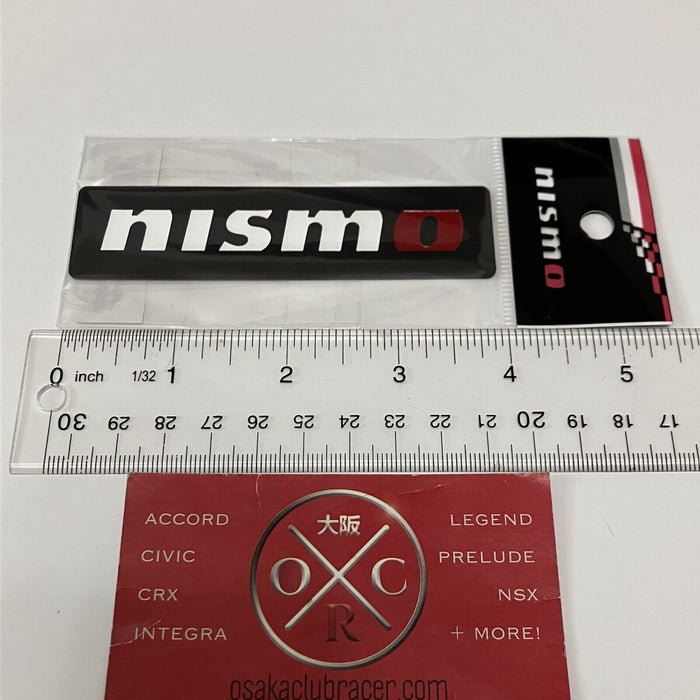 nismo
nismo
0 inch 1/32 1 2 3 4 5
30 29 28 27 26 25 24 23 22 21 20 19 18 17
ACCORD
CIVIC
CRX
INTEGRA
大阪
O C
R
LEGEND
PRELUDE
NSX
+ MORE!
osakaclubracer.com